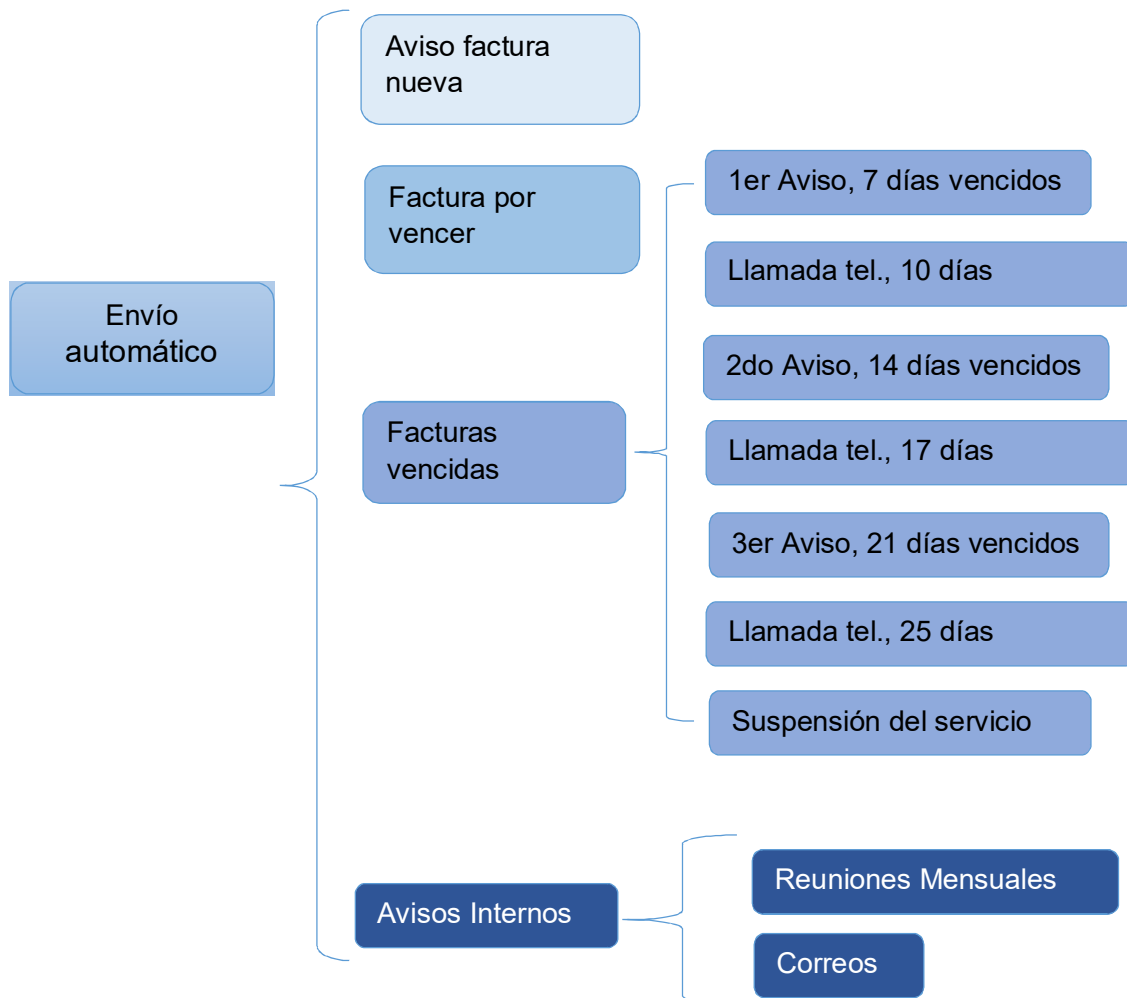 Aviso factura
nueva
Factura por
vencer
1er Aviso, 7 días vencidos
Llamada tel., 10 días
Envío
automático
2do Aviso, 14 días vencidos
Facturas
vencidas
Llamada tel., 17 días
3er Aviso, 21 días vencidos
Llamada tel., 25 días
Suspensión del servicio
Avisos Internos
Reuniones Mensuales
Correos